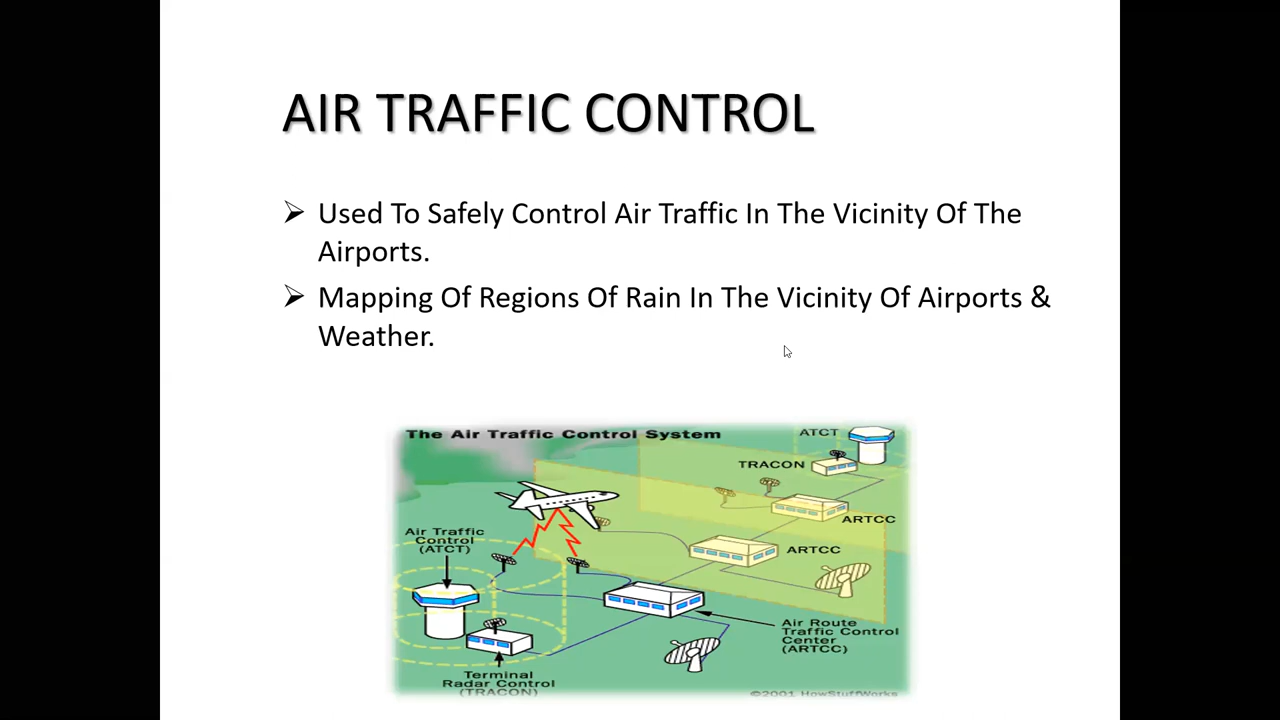 AIR TRAFFIC CONTROL
➢ Used To Safely Control Air Traffic In The Vicinity Of The
Airports.
➢ Mapping Of Regions Of Rain In The Vicinity Of Airports &
Weather.
The Air Traffic Control System
ATCT
TRACON
ARTCC
ARTCC
Air Traffic
Control
(ATCT)
Air Route
Traffic Control
Center
(ARTCC)
Terminal
Radar Control
(TRACON)
©2001 HowStuffWorks